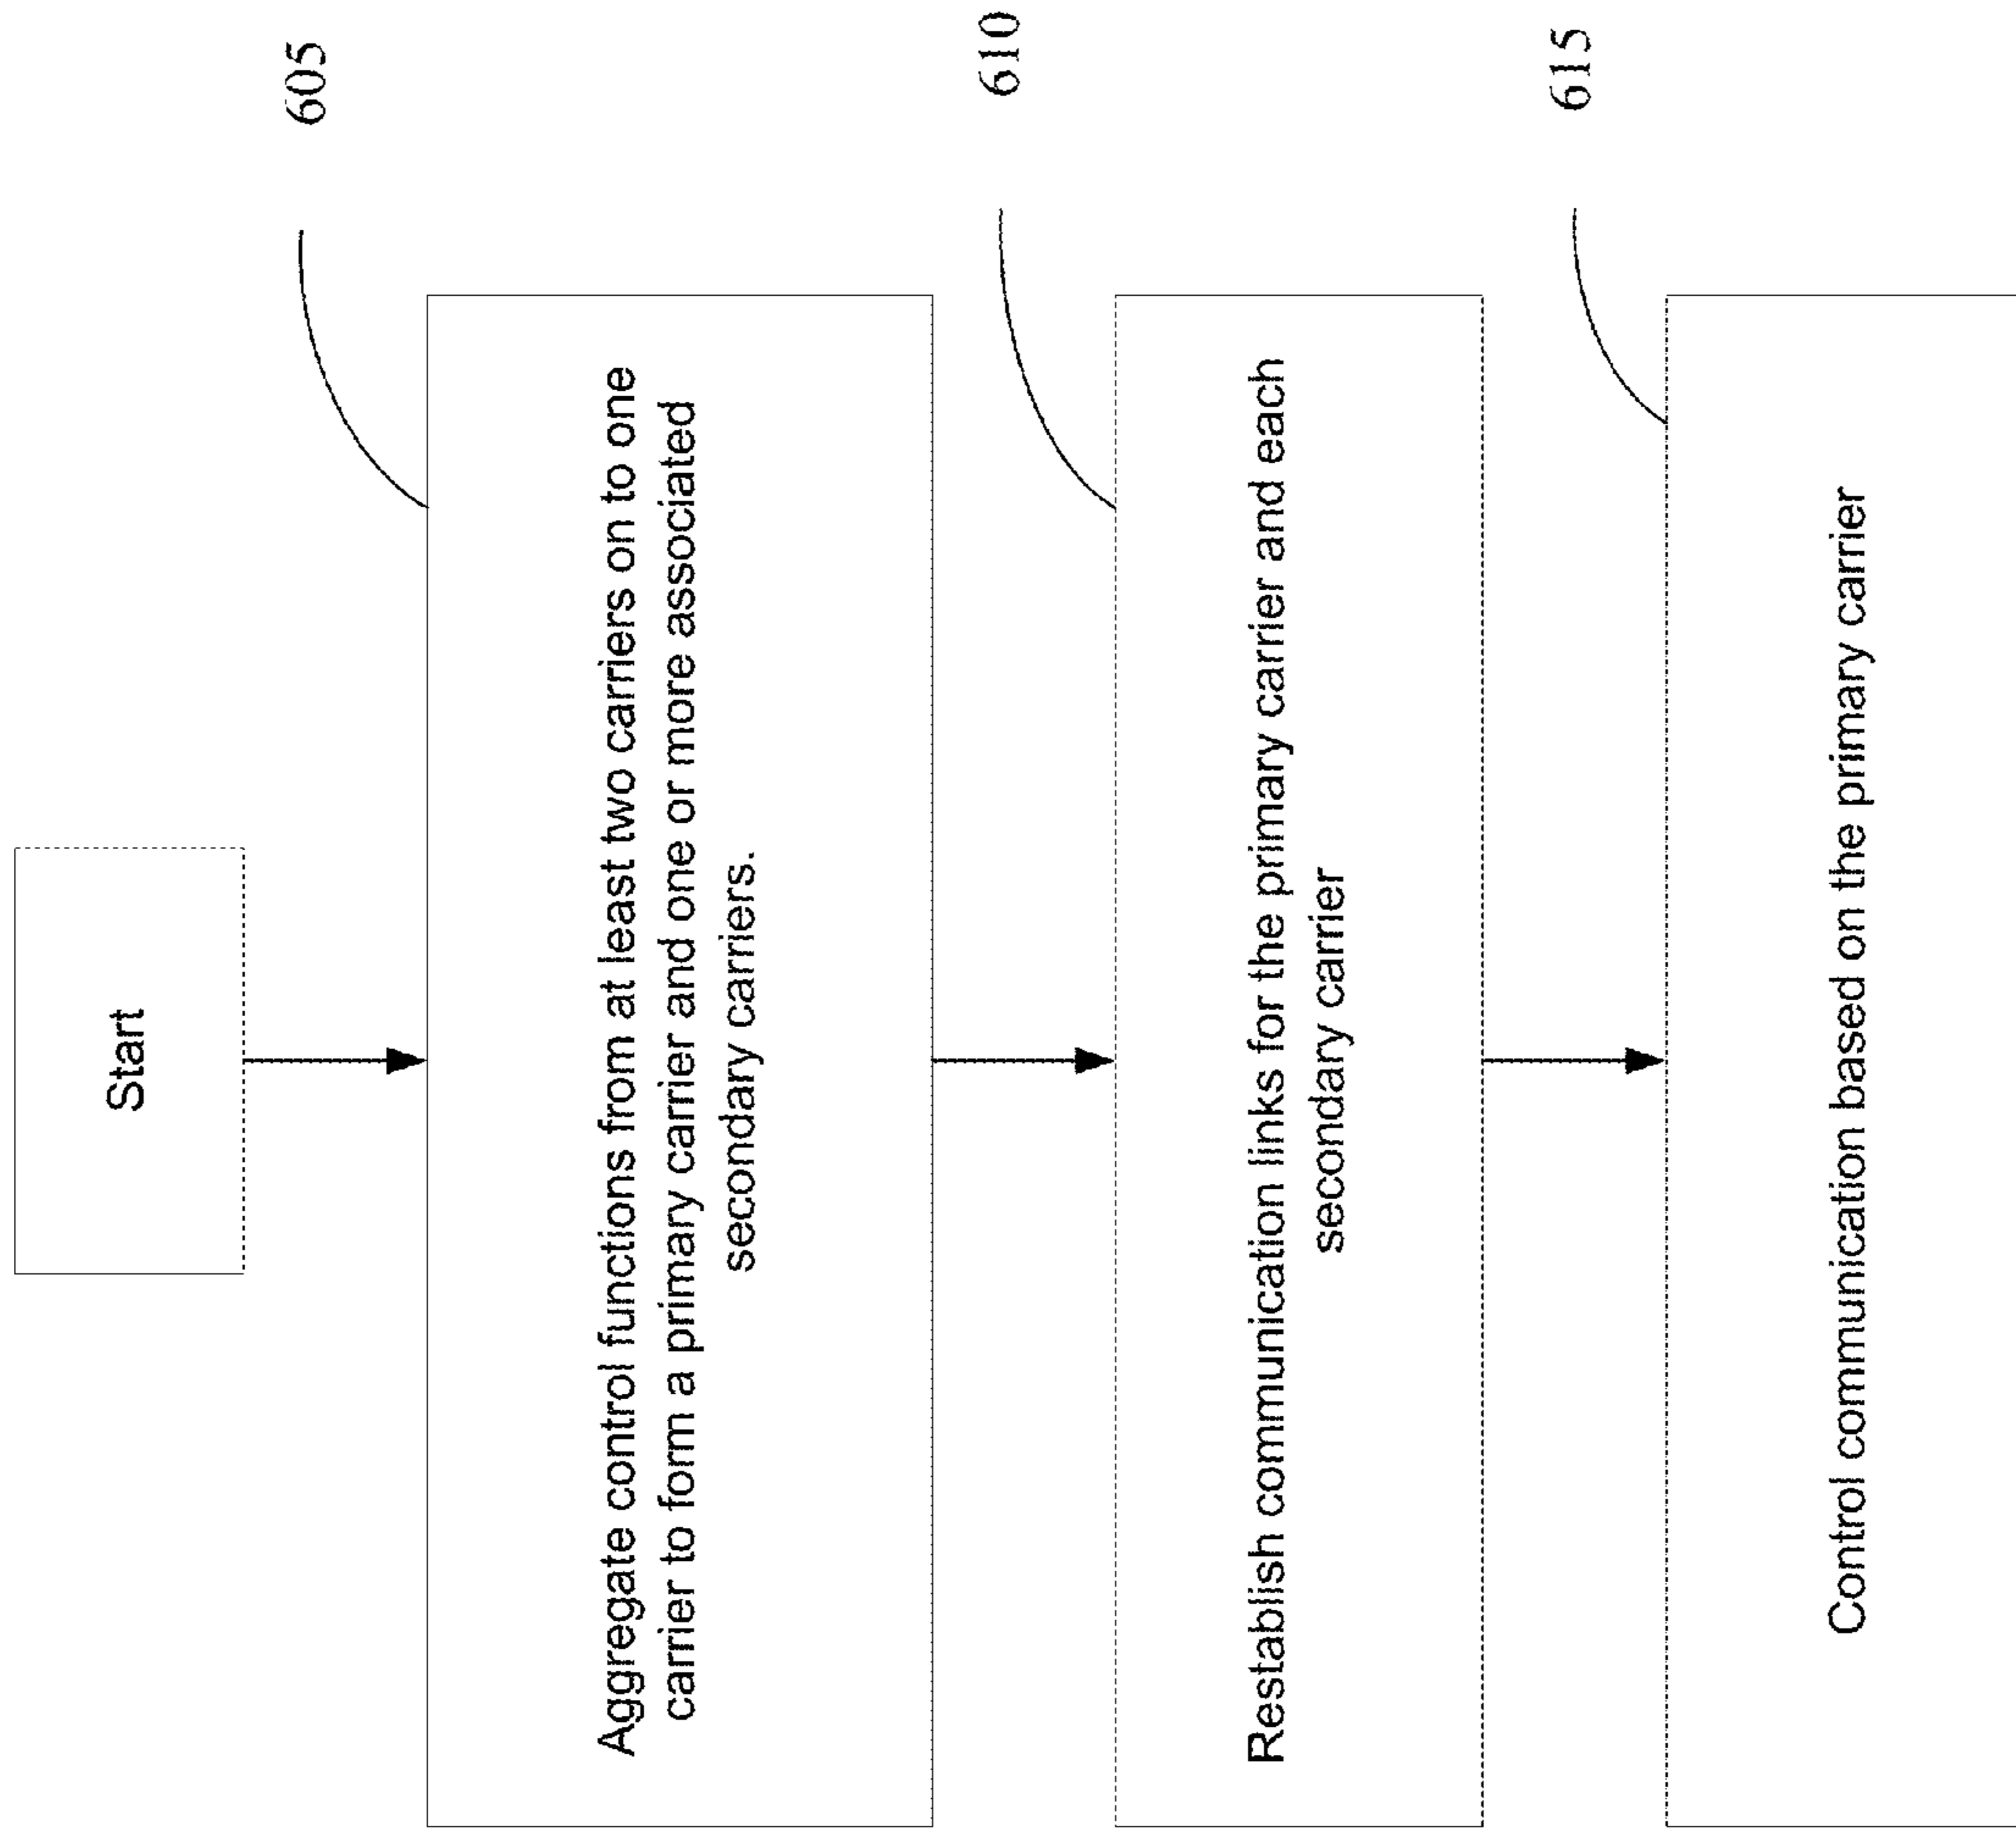 Start
605
Aggregate control functions from at least two carriers on to one
carrier to form a primary carrier and one or more associated
secondary carriers.
610
Restablish communication links for the primary carrier and each
secondary carrier
615
Control communication based on the primary carrier